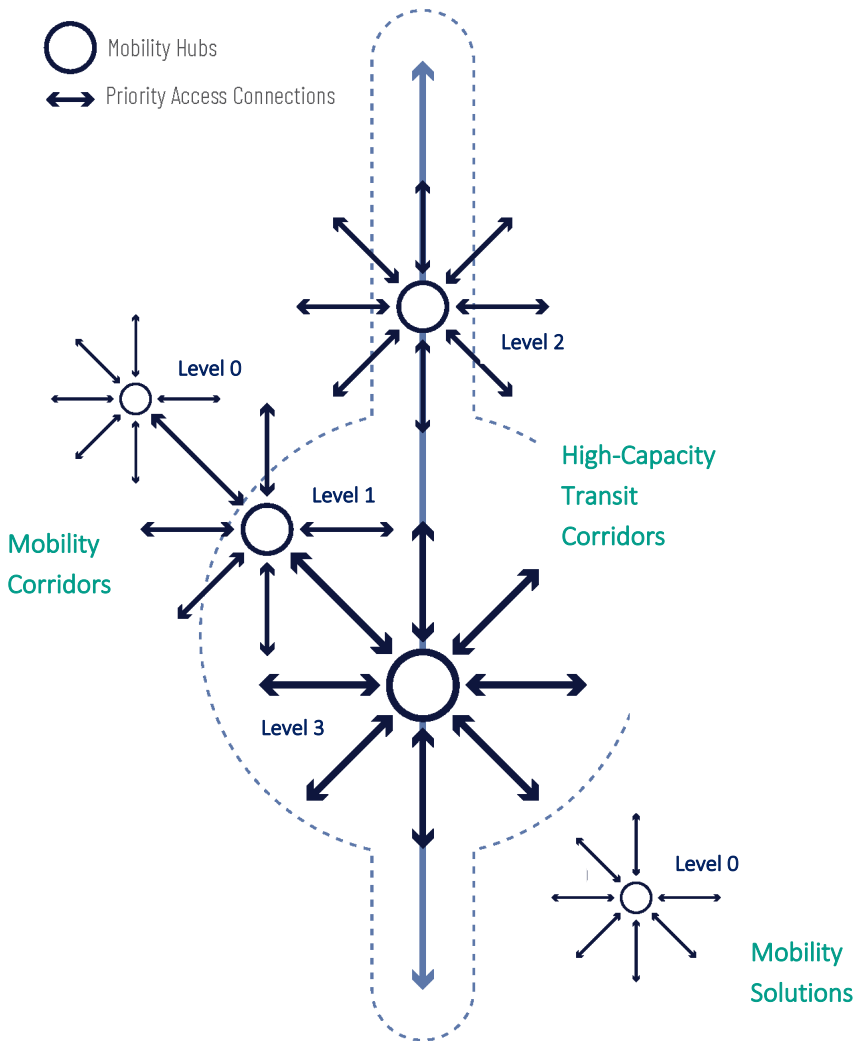 Mobility Hubs
Priority Access Connections
Level 2
Level 0
High-Capacity
Transit
Corridors
Level 1
Mobility
Corridors
Level 3
Level 0
Mobility
Solutions